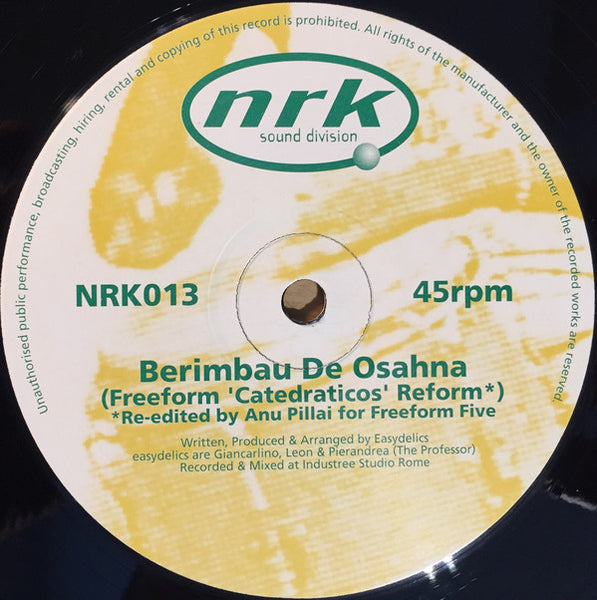 Unauthorised public performance, broadcasting, hiring, rental and copying of this record is prohibited. All rights of the manufacturer and the owner of the recorded works are reserved.
nrk
sound division
NRK013
45rpm
Berimbau De Osahna
(Freeform 'Catedraticos' Reform*)
*Re-edited by Anu Pillai for Freeform Five
Written, Produced & Arranged by Easydelics
easydelics are Giancarlino, Leon & Pierandrea (The Professor)
Recorded & Mixed at Industree Studio Rome